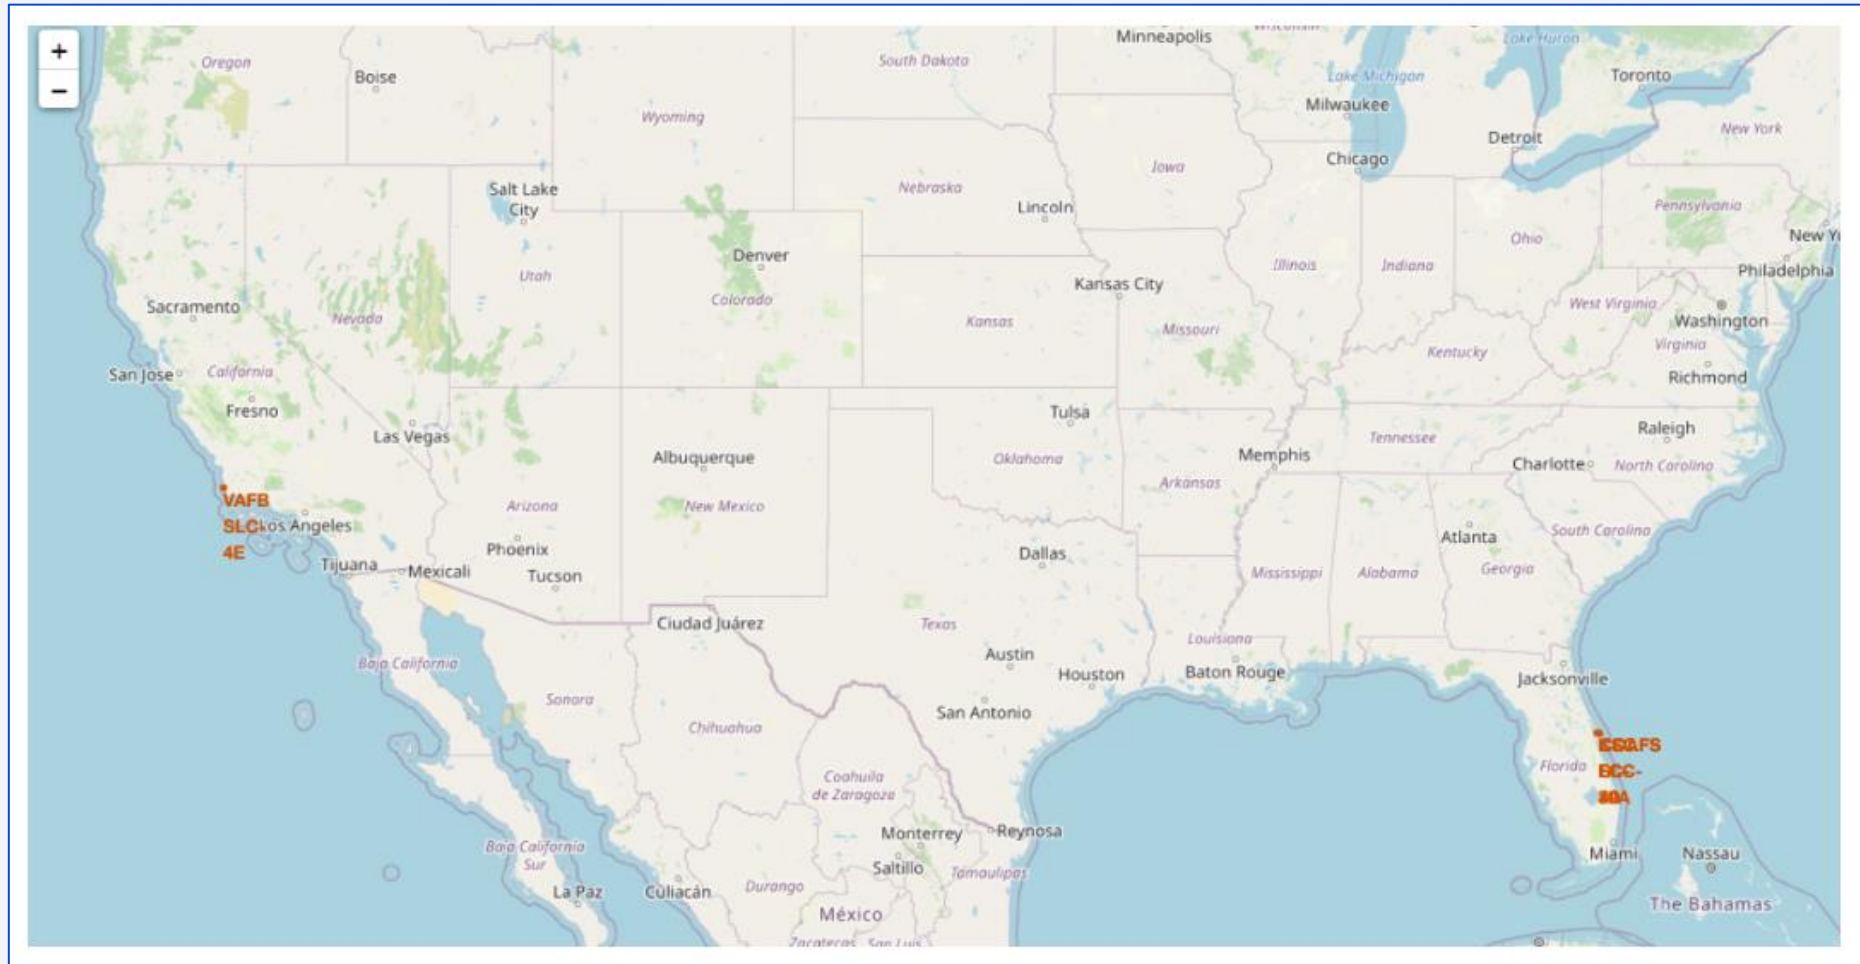 +
−
Oregon
Boise
Wyoming
South Dakota
Minneapolis
Wisconsin
Lake Michigan
Lake Huron
Toronto
Milwaukee
Detroit
New York
Chicago
Iowa
Nebraska
Lincoln
Salt Lake
City
Pennsylvania
Ohio
New Y
Philadelphia
Denver
Utah
Colorado
Illinois
Indiana
Kansas City
Sacramento
Nevada
Kansas
Missouri
West Virginia
Washington
Virginia
Kentucky
San Jose
California
Richmond
Fresno
Las Vegas
Tulsa
Raleigh
Tennessee
Albuquerque
Oklahoma
Memphis
Charlotte
North Carolina
Arkansas
VAFB
SLC-
4E
Los Angeles
Arizona
New Mexico
South Carolina
Atlanta
Phoenix
Dallas
Tijuana
Mexicali
Tucson
Mississippi
Alabama
Georgia
Ciudad Juárez
Texas
Louisiana
Austin
Baja California
Houston
Baton Rouge
Jacksonville
Sonora
San Antonio
Chihuahua
Florida
Coahuila
de Zaragoza
Monterrey
Reynosa
Baja California
Sur
Saltillo
Tamaulipas
Miami
Nassau
La Paz
Culiacán
Durango
México
The Bahamas
Zacatecas
San Luis